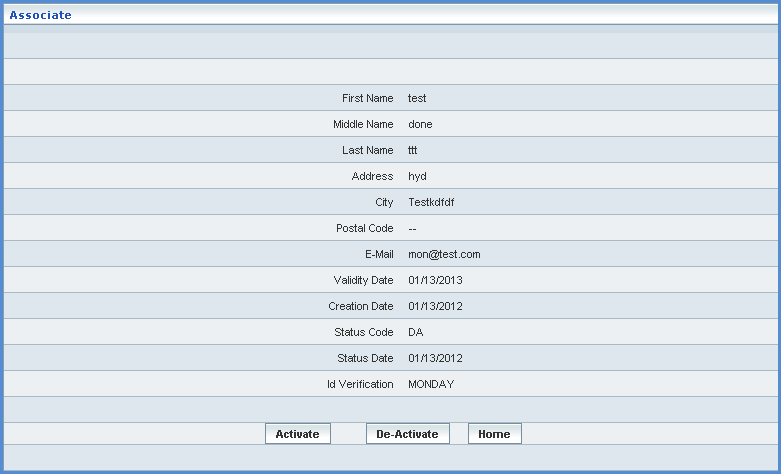 Associate
First Name test
Middle Name done
Last Name ttt
Address hyd
City Testkdfdf
Postal Code --
E-Mail mon@test.com
Validity Date 01/13/2013
Creation Date 01/13/2012
Status Code DA
Status Date 01/13/2012
Id Verification MONDAY
Activate De-Activate Home